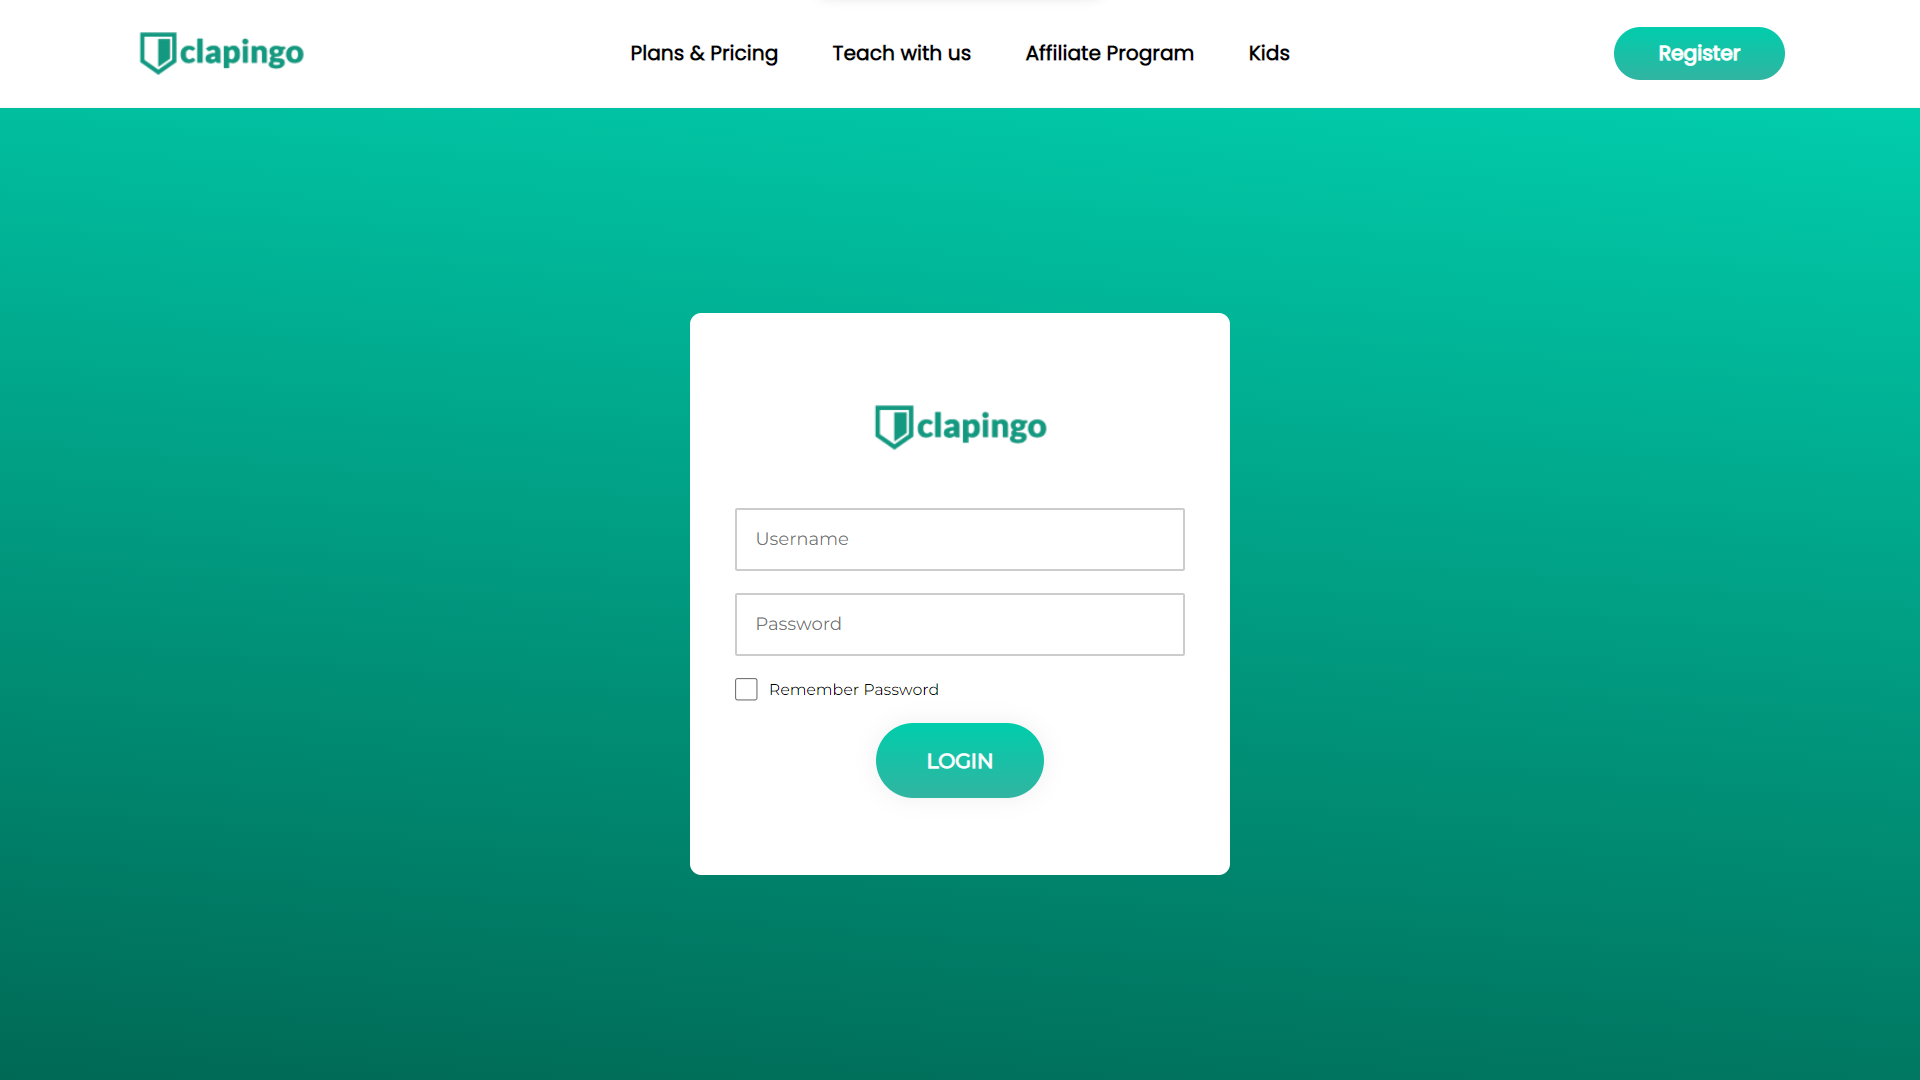 clapingo
Plans & Pricing
Teach with us
Affiliate Program
Kids
Register
clapingo
Username
Password
Remember Password
LOGIN